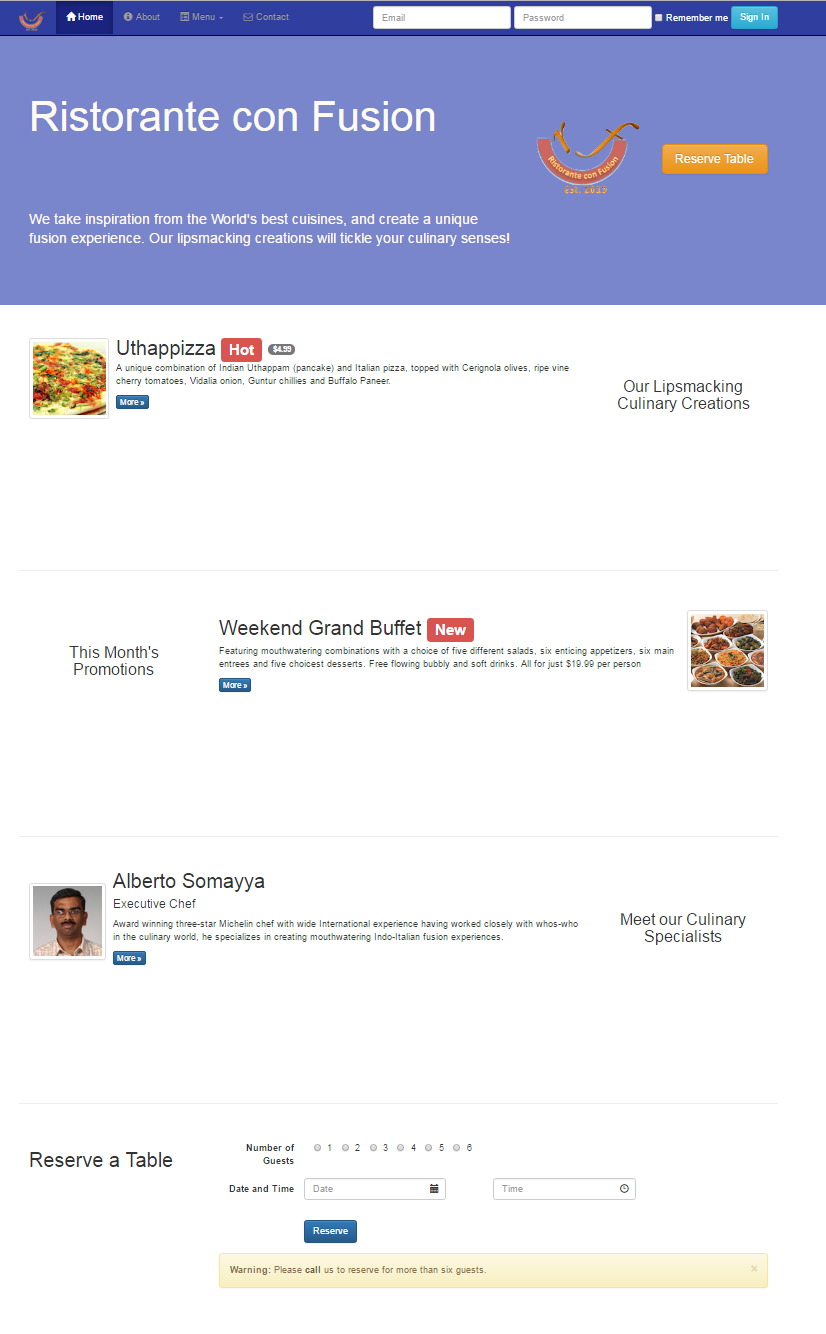 Home About Menu Contact Email Password Remember me Sign In
Ristorante con Fusion
Ristorante con Fusion
Est. 2019
Reserve Table
We take inspiration from the World's best cuisines, and create a unique
fusion experience. Our lipsmacking creations will tickle your culinary senses!
Uthappizza Hot $4.99
A unique combination of Indian Uthappam (pancake) and Italian pizza, topped with Cerignola olives, ripe vine
cherry tomatoes, Vidalia onion, Guntur chillies and Buffalo Paneer.
More »
Our Lipsmacking
Culinary Creations
This Month's
Promotions
Weekend Grand Buffet New
Featuring mouthwatering combinations with a choice of five different salads, six enticing appetizers, six main
entrees and five choicest desserts. Free flowing bubbly and soft drinks. All for just $19.99 per person
More »
Alberto Somayya
Executive Chef
Award winning three-star Michelin chef with wide International experience having worked closely with whos-who
in the culinary world, he specializes in creating mouthwatering Indo-Italian fusion experiences.
More »
Meet our Culinary
Specialists
Reserve a Table
Number of
Guests
1 2 3 4 5 6
Date and Time Date Time
Reserve
Warning: Please call us to reserve for more than six guests. ×